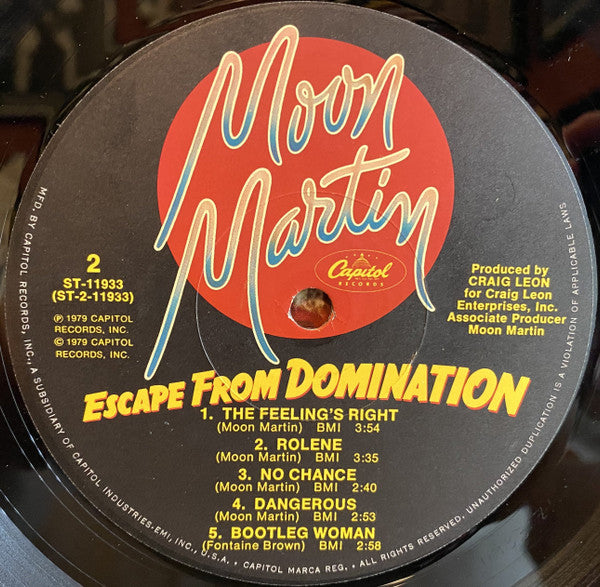 Moon
Martin
Capitol
RECORDS
2
ST-11933
(ST-2-11933)
℗ 1979 CAPITOL
RECORDS, INC.
© 1979 CAPITOL
RECORDS, INC.
Produced by
CRAIG LEON
for Craig Leon
Enterprises, Inc.
Associate Producer
Moon Martin
ESCAPE FROM DOMINATION
1. THE FEELING'S RIGHT
(Moon Martin) BMI 3:54
2. ROLENE
(Moon Martin) BMI 3:35
3. NO CHANCE
(Moon Martin) BMI 2:40
4. DANGEROUS
(Moon Martin) BMI 2:53
5. BOOTLEG WOMAN
(Fontaine Brown) BMI 2:58
MFD. BY CAPITOL RECORDS, INC., A SUBSIDIARY OF CAPITOL INDUSTRIES-EMI, INC., U.S.A. • CAPITOL MARCA REG. • ALL RIGHTS RESERVED. UNAUTHORIZED DUPLICATION IS A VIOLATION OF APPLICABLE LAWS